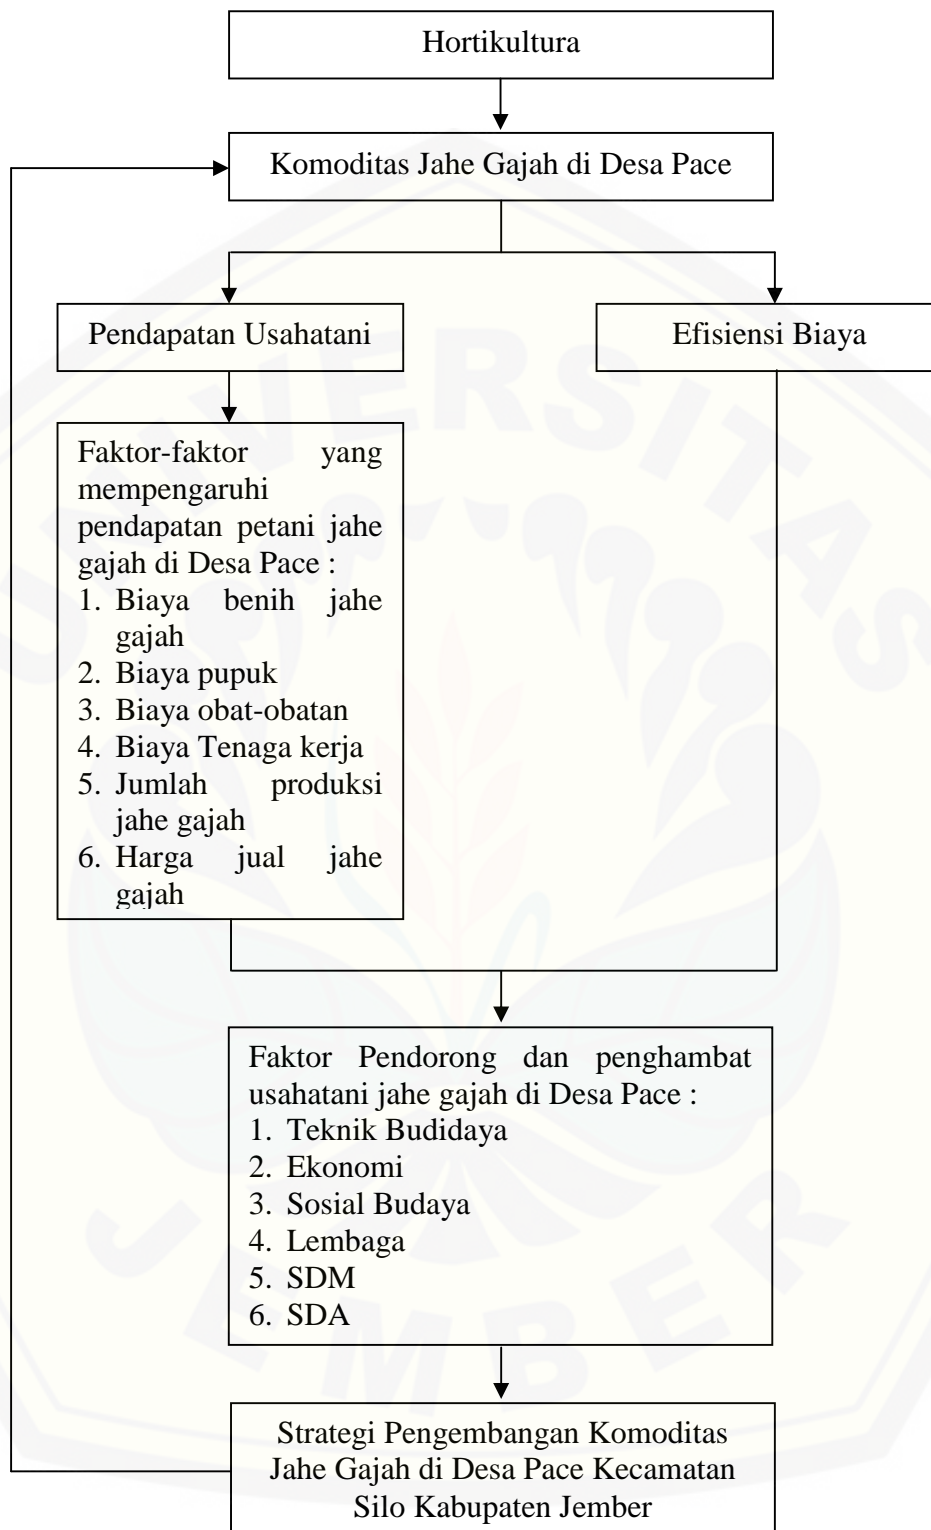 Hortikultura
Komoditas Jahe Gajah di Desa Pace
Pendapatan Usahatani
Efisiensi Biaya
Faktor-faktor yang
mempengaruhi
pendapatan petani jahe
gajah di Desa Pace :
1. Biaya benih jahe
gajah
2. Biaya pupuk
3. Biaya obat-obatan
4. Biaya Tenaga kerja
5. Jumlah produksi
jahe gajah
6. Harga jual jahe
gajah
Faktor Pendorong dan penghambat
usahatani jahe gajah di Desa Pace :
1. Teknik Budidaya
2. Ekonomi
3. Sosial Budaya
4. Lembaga
5. SDM
6. SDA
Strategi Pengembangan Komoditas
Jahe Gajah di Desa Pace Kecamatan
Silo Kabupaten Jember
UNIVERSITAS
JEMBER